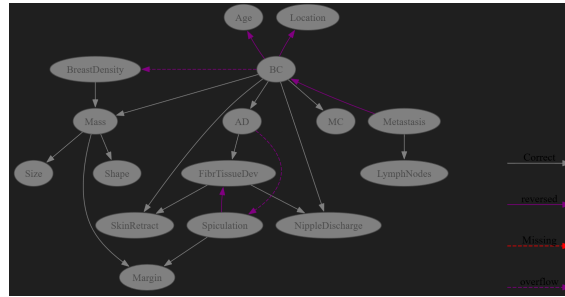 Age
Location
BreastDensity
BC
Mass
AD
MC
Metastasis
Size
Shape
FibrTissueDev
LymphNodes
SkinRetract
Spiculation
NippleDischarge
Margin
Correct
reversed
Missing
overflow